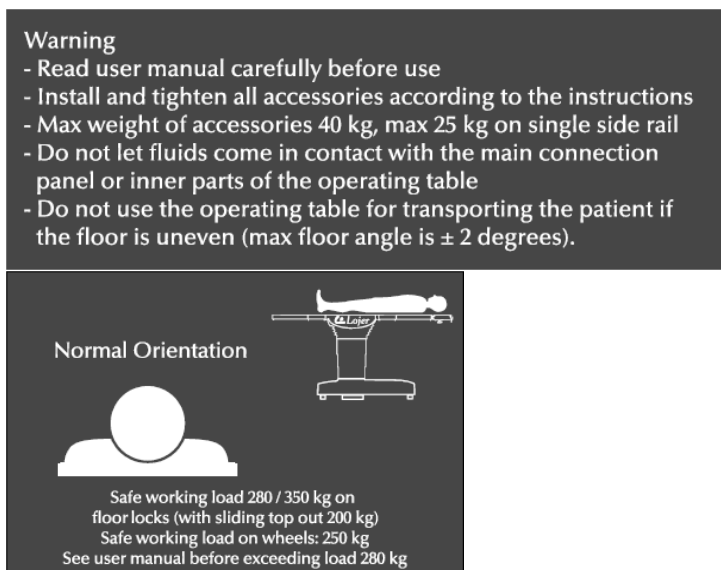 Warning
- Read user manual carefully before use
- Install and tighten all accessories according to the instructions
- Max weight of accessories 40 kg, max 25 kg on single side rail
- Do not let fluids come in contact with the main connection
panel or inner parts of the operating table
- Do not use the operating table for transporting the patient if
the floor is uneven (max floor angle is ± 2 degrees).
Lojer
Normal Orientation
Safe working load 280 / 350 kg on
floor locks (with sliding top out 200 kg)
Safe working load on wheels: 250 kg
See user manual before exceeding load 280 kg